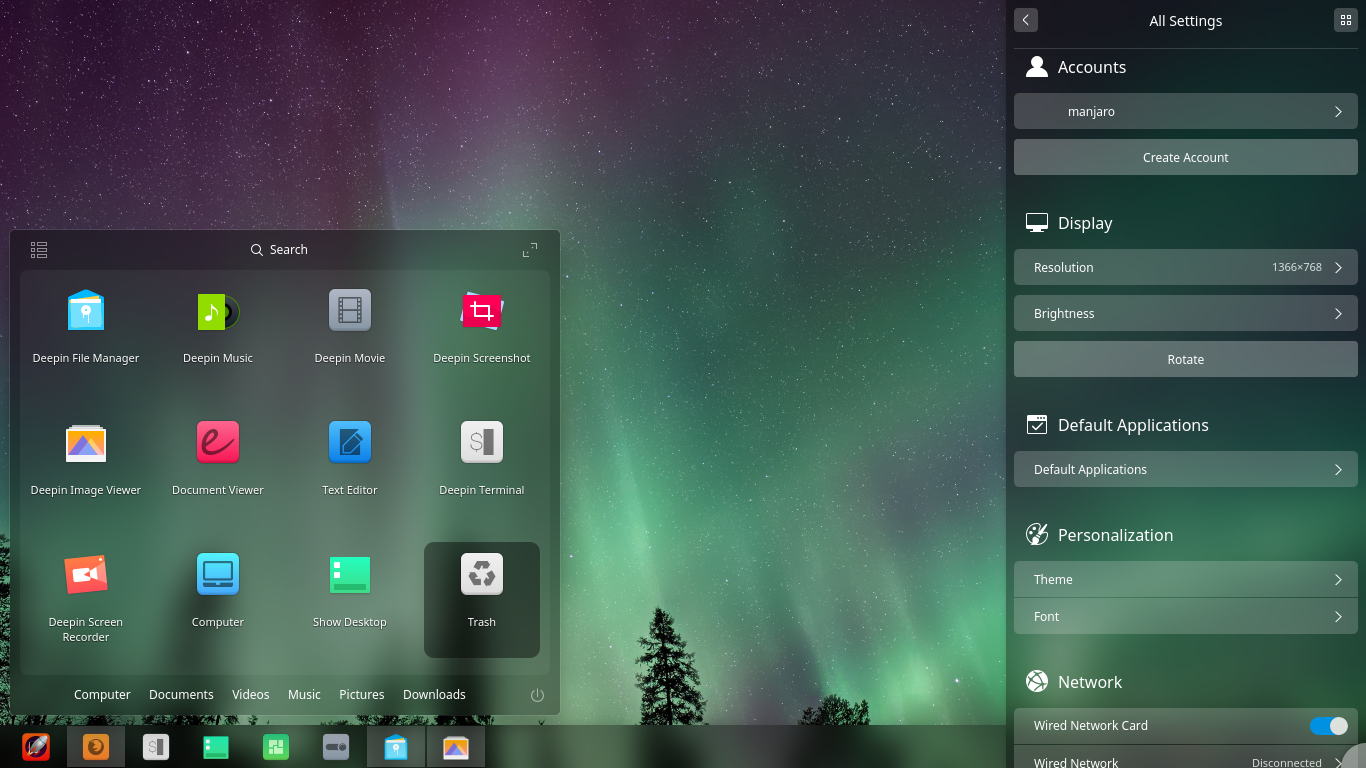 Search
Deepin File Manager
Deepin Music
Deepin Movie
Deepin Screenshot
Deepin Image Viewer
Document Viewer
Text Editor
Deepin Terminal
Deepin Screen
Recorder
Computer
Show Desktop
Trash
Computer Documents Videos Music Pictures Downloads
All Settings
Accounts
manjaro
Create Account
Display
Resolution 1366×768
Brightness
Rotate
Default Applications
Default Applications
Personalization
Theme
Font
Network
Wired Network Card
Wired Network Disconnected